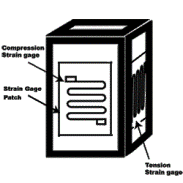 Compression
Strain gage
Strain Gage
Patch
Tension
Strain gage